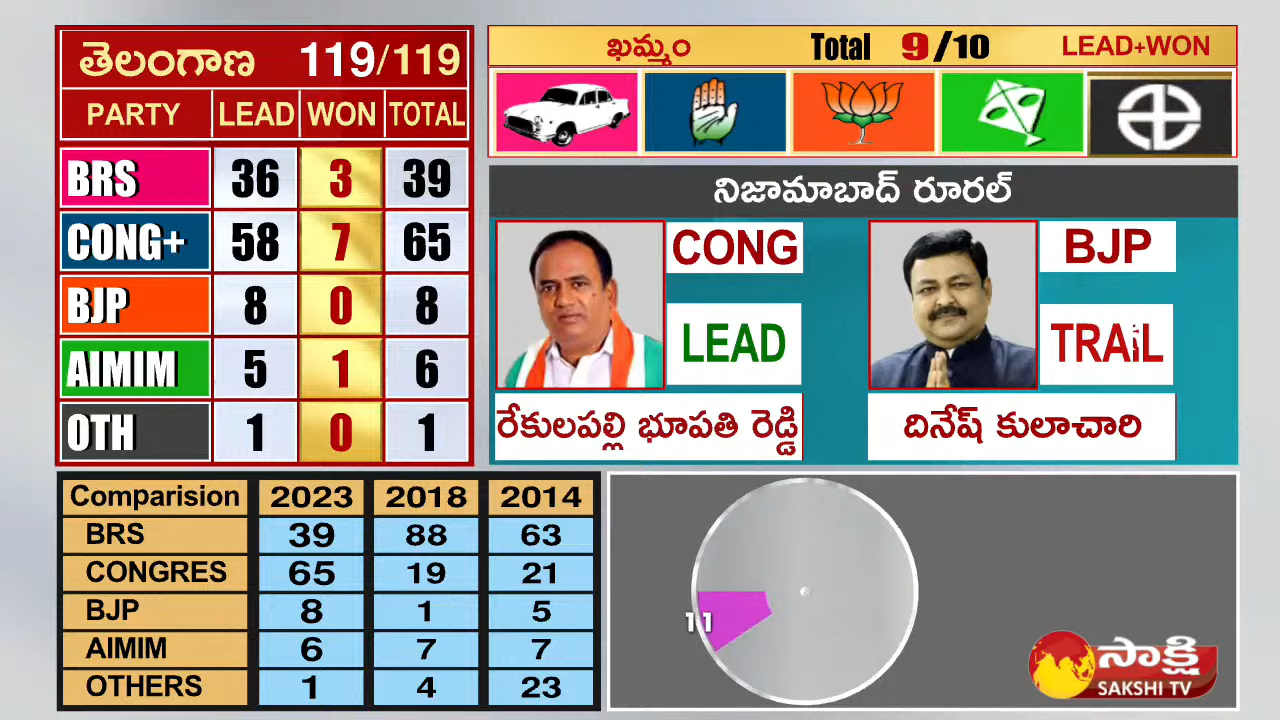 తెలంగాణ 119/119
PARTY LEAD WON TOTAL
BRS 36 3 39
CONG+ 58 7 65
BJP 8 0 8
AIMIM 5 1 6
OTH 1 0 1
ఖమ్మం Total 9/10 LEAD+WON
నిజామాబాద్ రూరల్
CONG
LEAD
రేకులపల్లి భూపతి రెడ్డి
BJP
TRAIL
దినేష్ కులాచారి
Comparision 2023 2018 2014
BRS 39 88 63
CONGRES 65 19 21
BJP 8 1 5
AIMIM 6 7 7
OTHERS 1 4 23
11
సాక్షి
SAKSHI TV